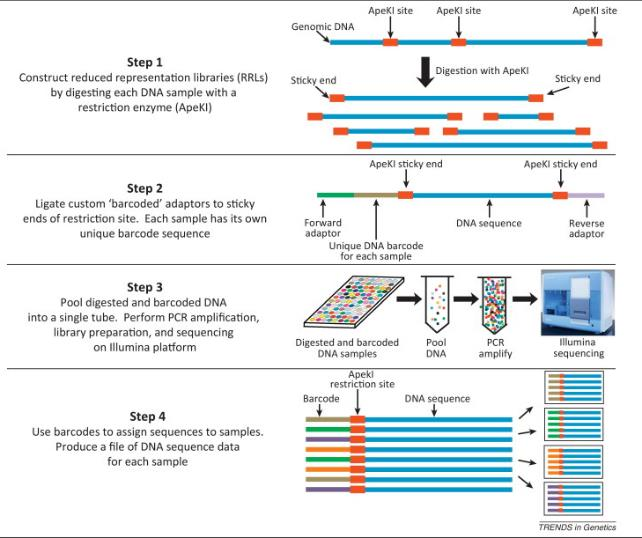 Step 1
Construct reduced representation libraries (RRLs)
by digesting each DNA sample with a
restriction enzyme (ApeKI)
ApeKI site
ApeKI site
ApeKI site
Genomic DNA
Digestion with ApeKI
Sticky end
Sticky end
Step 2
Ligate custom ‘barcoded’ adaptors to sticky
ends of restriction site. Each sample has its own
unique barcode sequence
ApeKI sticky end
ApeKI sticky end
Forward
adaptor
Unique DNA barcode
for each sample
DNA sequence
Reverse
adaptor
Step 3
Pool digested and barcoded DNA
into a single tube. Perform PCR amplification,
library preparation, and sequencing
on Illumina platform
Digested and barcoded
DNA samples
Pool
DNA
PCR
amplify
Illumina
sequencing
Step 4
Use barcodes to assign sequences to samples.
Produce a file of DNA sequence data
for each sample
Barcode
ApekI
restriction site
DNA sequence
TRENDS in Genetics